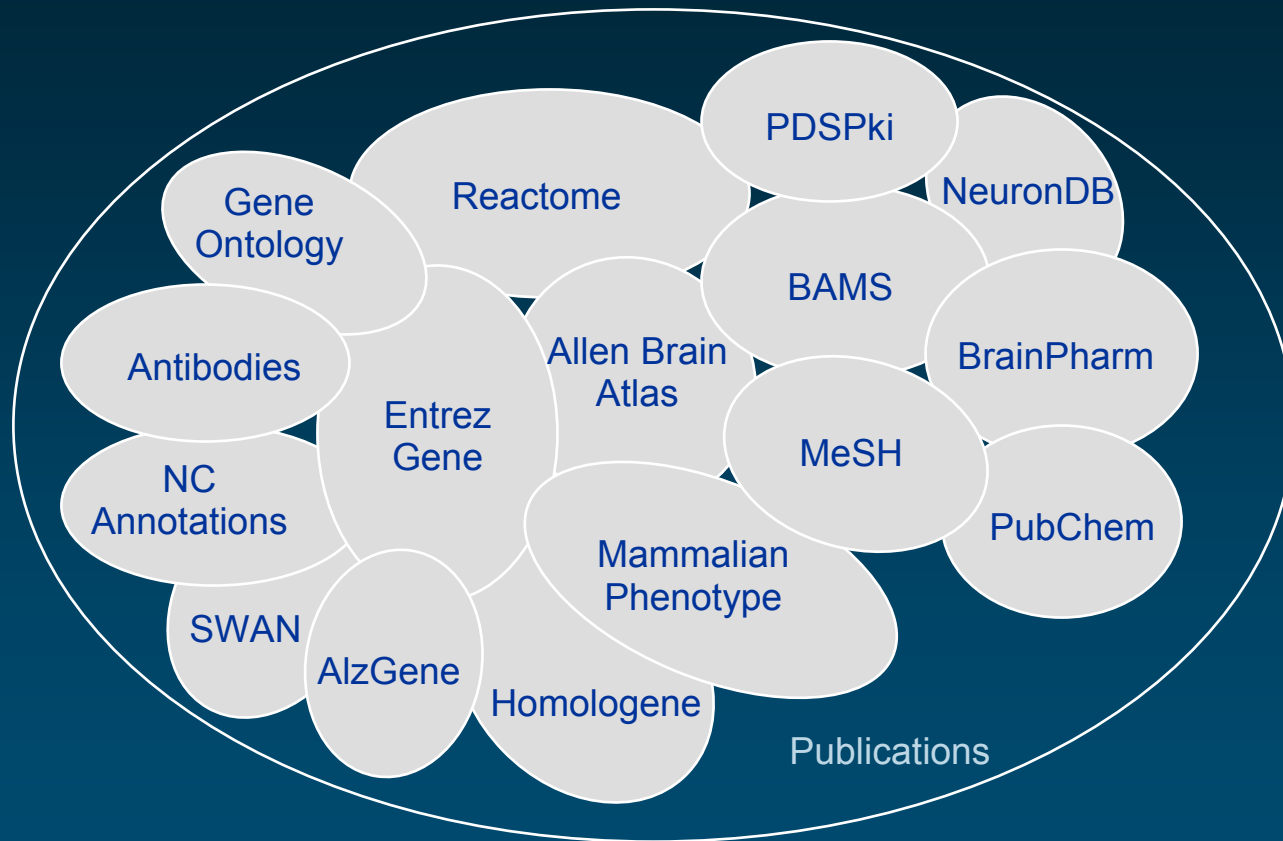 PDSPki
Reactome
NeuronDB
Gene
Ontology
BAMS
Allen Brain
Atlas
BrainPharm
Antibodies
Entrez
Gene
MeSH
NC
Annotations
PubChem
Mammalian
Phenotype
SWAN
AlzGene
Homologene
Publications